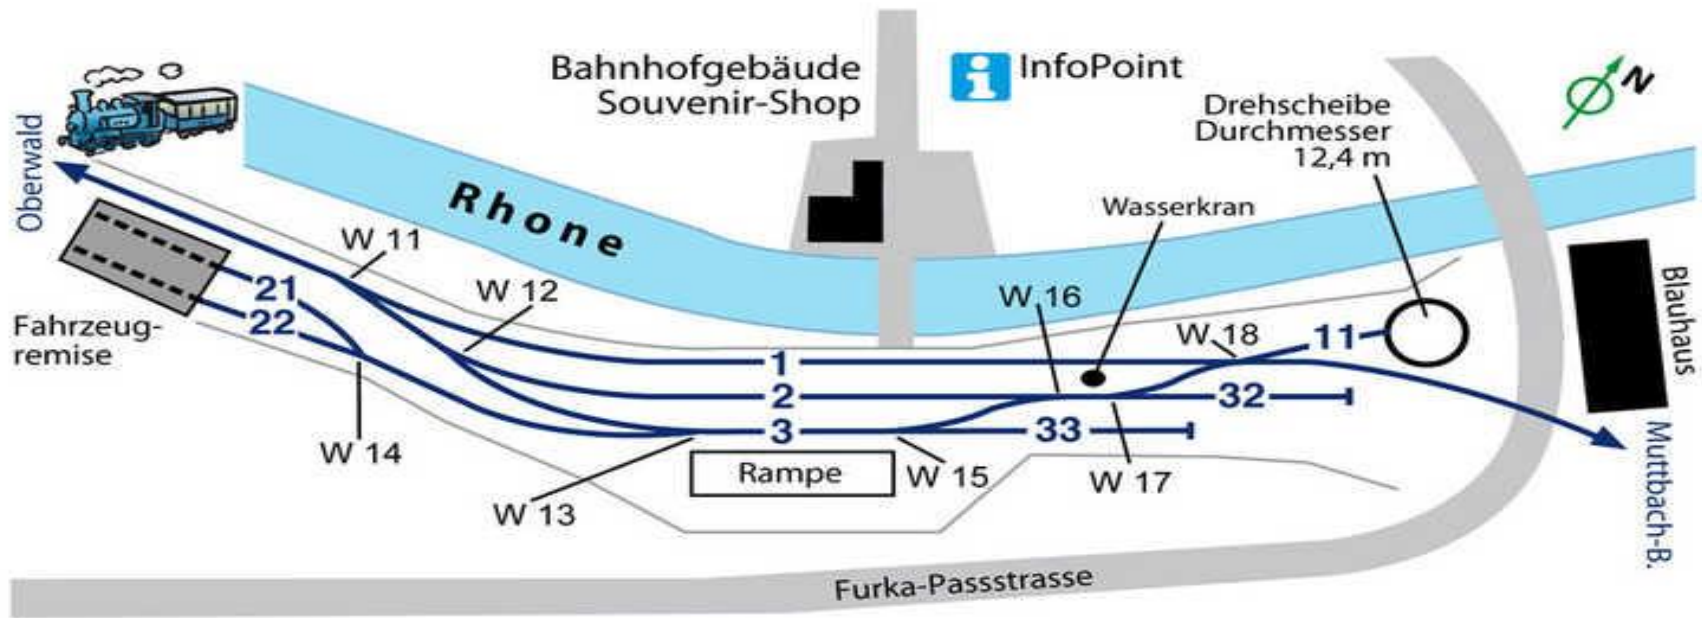 Bahnhofgebäude
Souvenir-Shop
i InfoPoint
N
Drehscheibe
Durchmesser
12,4 m
Oberwald
Rhone
Wasserkran
W 11
W 12
W 16
W 18
11
21
22
Fahrzeug-
remise
1
2
32
3
33
W 14
Rampe
W 15
W 17
W 13
Blauhaus
Muttbach-B.
Furka-Passstrasse